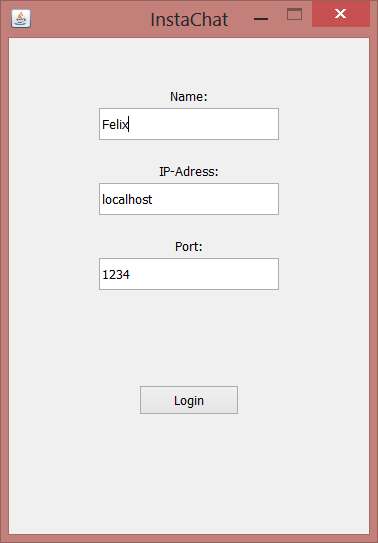 InstaChat
Name:
Felix
IP-Adress:
localhost
Port:
1234
Login